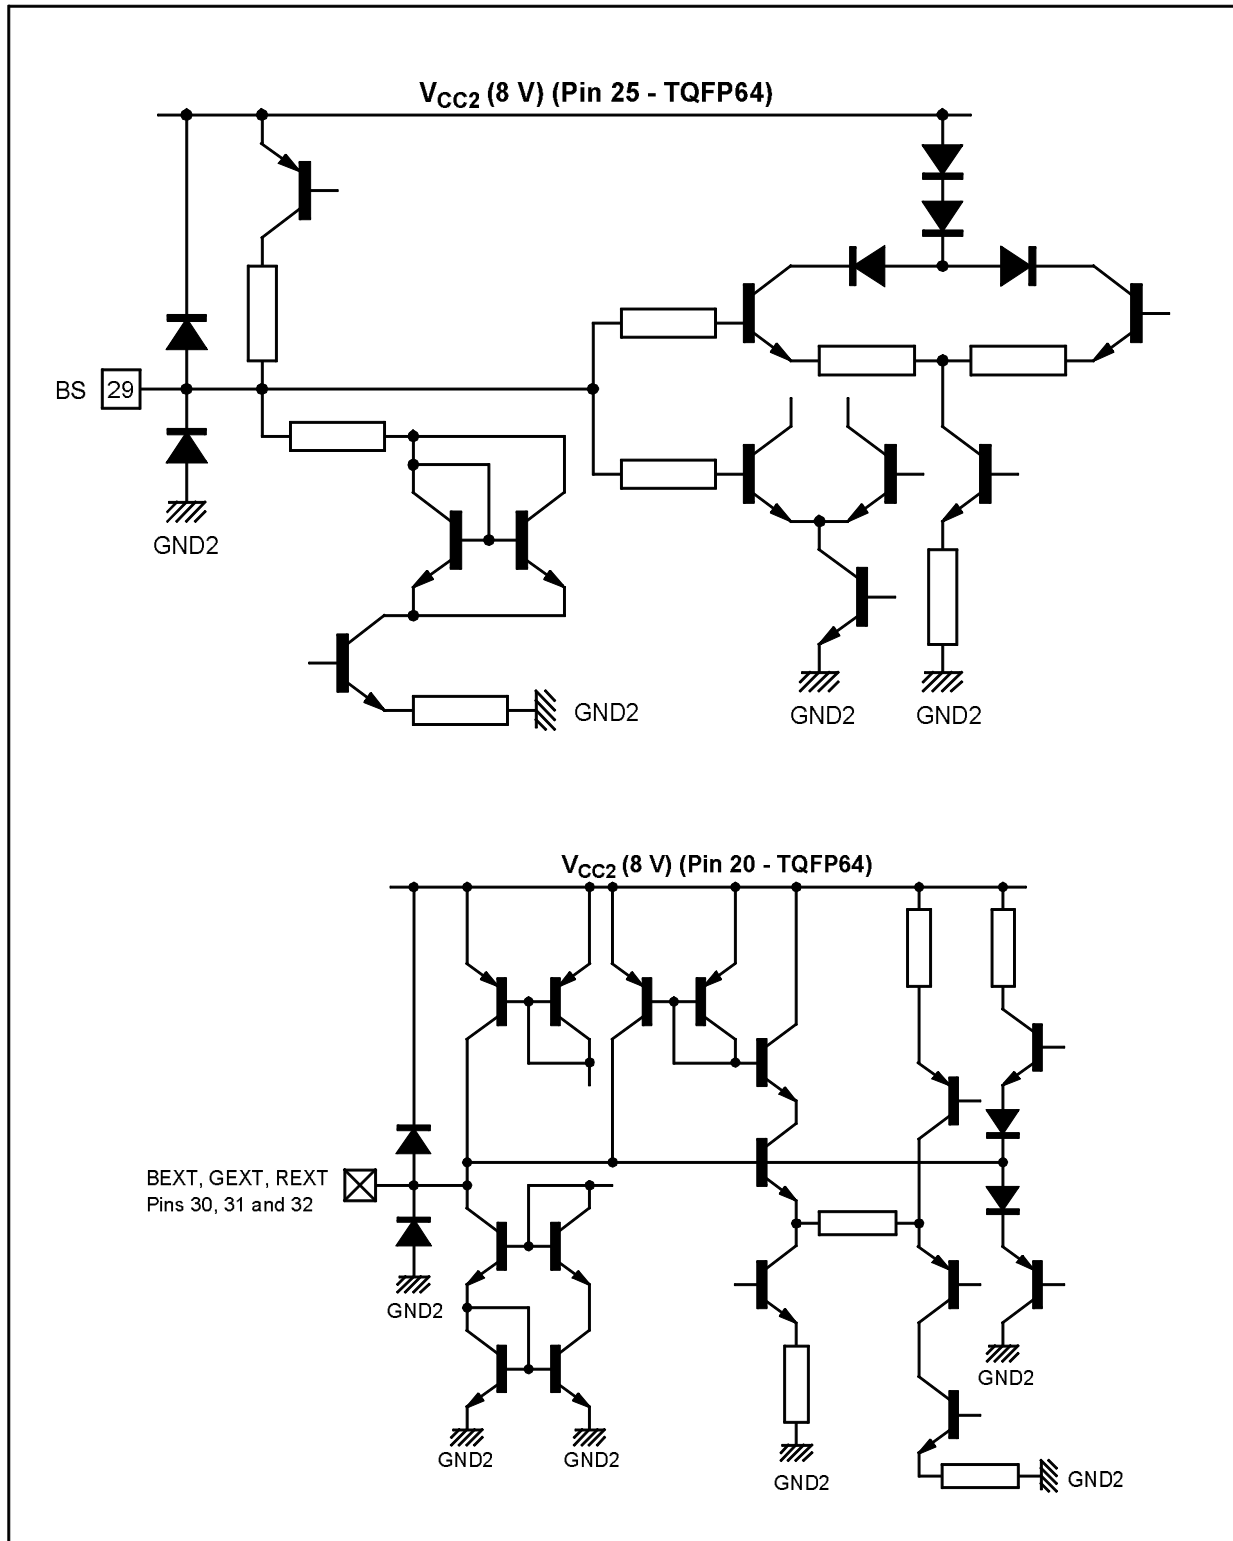 VCC2 (8 V) (Pin 25 - TQFP64)
BS 29
GND2
GND2
GND2
GND2
VCC2 (8 V) (Pin 20 - TQFP64)
BEXT, GEXT, REXT
Pins 30, 31 and 32
GND2
GND2
GND2
GND2
GND2
GND2